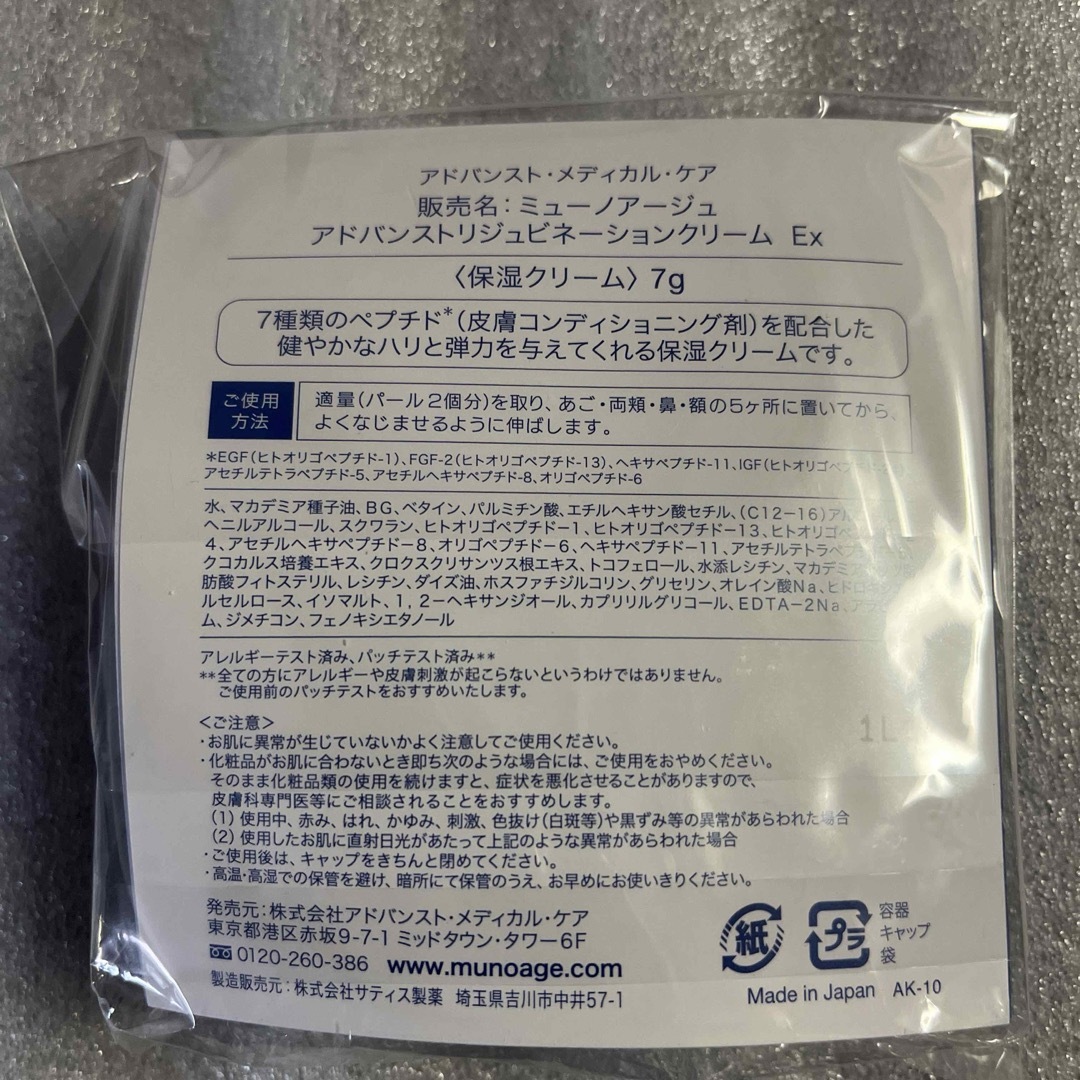 アドバンスト・メディカル・ケア
販売名：ミューノアージュ
アドバンストリジュビネーションクリーム Ex
〈保湿クリーム〉7g
7種類のペプチド*（皮膚コンディショニング剤）を配合した
健やかなハリと弾力を与えてくれる保湿クリームです。
ご使用
方法
適量（パール2個分）を取り、あご・両頬・鼻・額の5ヶ所に置いてから、
よくなじませるように伸ばします。
*EGF（ヒトオリゴペプチド-1）、FGF-2（ヒトオリゴペプチド-13）、ヘキサペプチド-11、IGF（ヒトオリゴ
アセチルテトラペプチド-5、アセチルヘキサペプチド-8、オリゴペプチド-6
水、マカデミア種子油、BG、ベタイン、パルミチン酸、エチルヘキサン酸セチル、（C12-16）
ヘニルアルコール、スクワラン、ヒトオリゴペプチド-1、ヒトオリゴペプチド-13、ヒトオリゴ
4、アセチルヘキサペプチド-8、オリゴペプチド-6、ヘキサペプチド-11、アセチルテトラペプ
クコカルス培養エキス、クロクスクリサンツス根エキス、トコフェロール、水添レシチン、マカデミア
肪酸フィトステリル、レシチン、ダイズ油、ホスファチジルコリン、グリセリン、オレイン酸Na、ヒドロ
ルセルロース、イソマルト、1，2-ヘキサンジオール、カプリリルグリコール、EDTA-2Na、
ム、ジメチコン、フェノキシエタノール
アレルギーテスト済み、パッチテスト済み**
**全ての方にアレルギーや皮膚刺激が起こらないというわけではありません。
ご使用前のパッチテストをおすすめいたします。
＜ご注意＞
・お肌に異常が生じていないかよく注意してご使用ください。
・化粧品がお肌に合わないとき即ち次のような場合には、ご使用をおやめください。
そのまま化粧品類の使用を続けますと、症状を悪化させることがありますので、
皮膚科専門医等にご相談されることをおすすめします。
（1）使用中、赤み、はれ、かゆみ、刺激、色抜け（白斑等）や黒ずみ等の異常があらわれた場合
（2）使用したお肌に直射日光があたって上記のような異常があらわれた場合
・ご使用後は、キャップをきちんと閉めてください。
・高温・高湿での保管を避け、暗所にて保管のうえ、お早めにお使いきりください。
発売元：株式会社アドバンスト・メディカル・ケア
東京都港区赤坂9-7-1 ミッドタウン・タワー6F
0120-260-386 www.munoage.com
製造販売元：株式会社サティス製薬 埼玉県吉川市中井57-1
紙
プラ
容器
キャップ
袋
Made in Japan AK-10